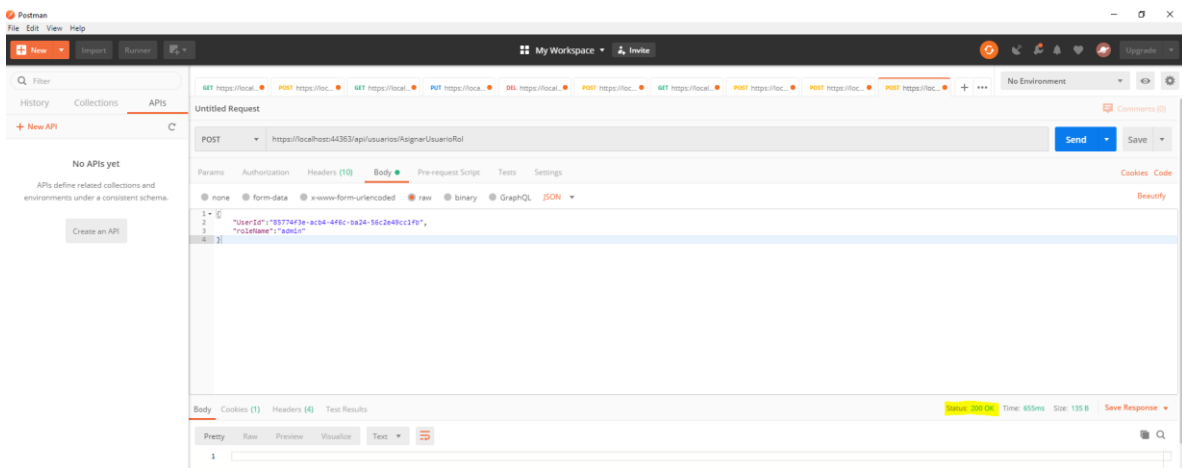 Postman
File Edit View Help
New Import Runner My Workspace Invite Upgrade
Filter
History Collections APIs
+ New API
No APIs yet
APIs define related collections and
environments under a consistent schema.
Create an API
GET https://local... POST https://loc... GET https://local... PUT https://loca... DEL https://local... POST https://loc... GET https://local... POST https://loc... POST https://loc... POST https://loc... + ... No Environment
Untitled Request Comments (0)
POST https://localhost:44363/api/usuarios/AsignarUsuarioRol Send Save
Params Authorization Headers (10) Body Pre-request Script Tests Settings Cookies Code
none form-data x-www-form-urlencoded raw binary GraphQL JSON Beautify
1 {
2 "UserId":"85774f3e-acb4-4f6c-ba24-56c2e49cc1fb",
3 "roleName":"admin"
4 }
Body Cookies (1) Headers (4) Test Results Status: 200 OK Time: 655ms Size: 135 B Save Response
Pretty Raw Preview Visualize Text
1